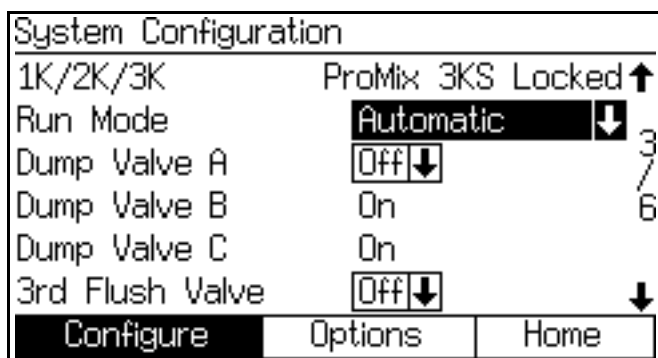 System Configuration
1K/2K/3K ProMix 3KS Locked
Run Mode Automatic
Dump Valve A Off
Dump Valve B On
Dump Valve C On
3rd Flush Valve Off
3/6
Configure Options Home